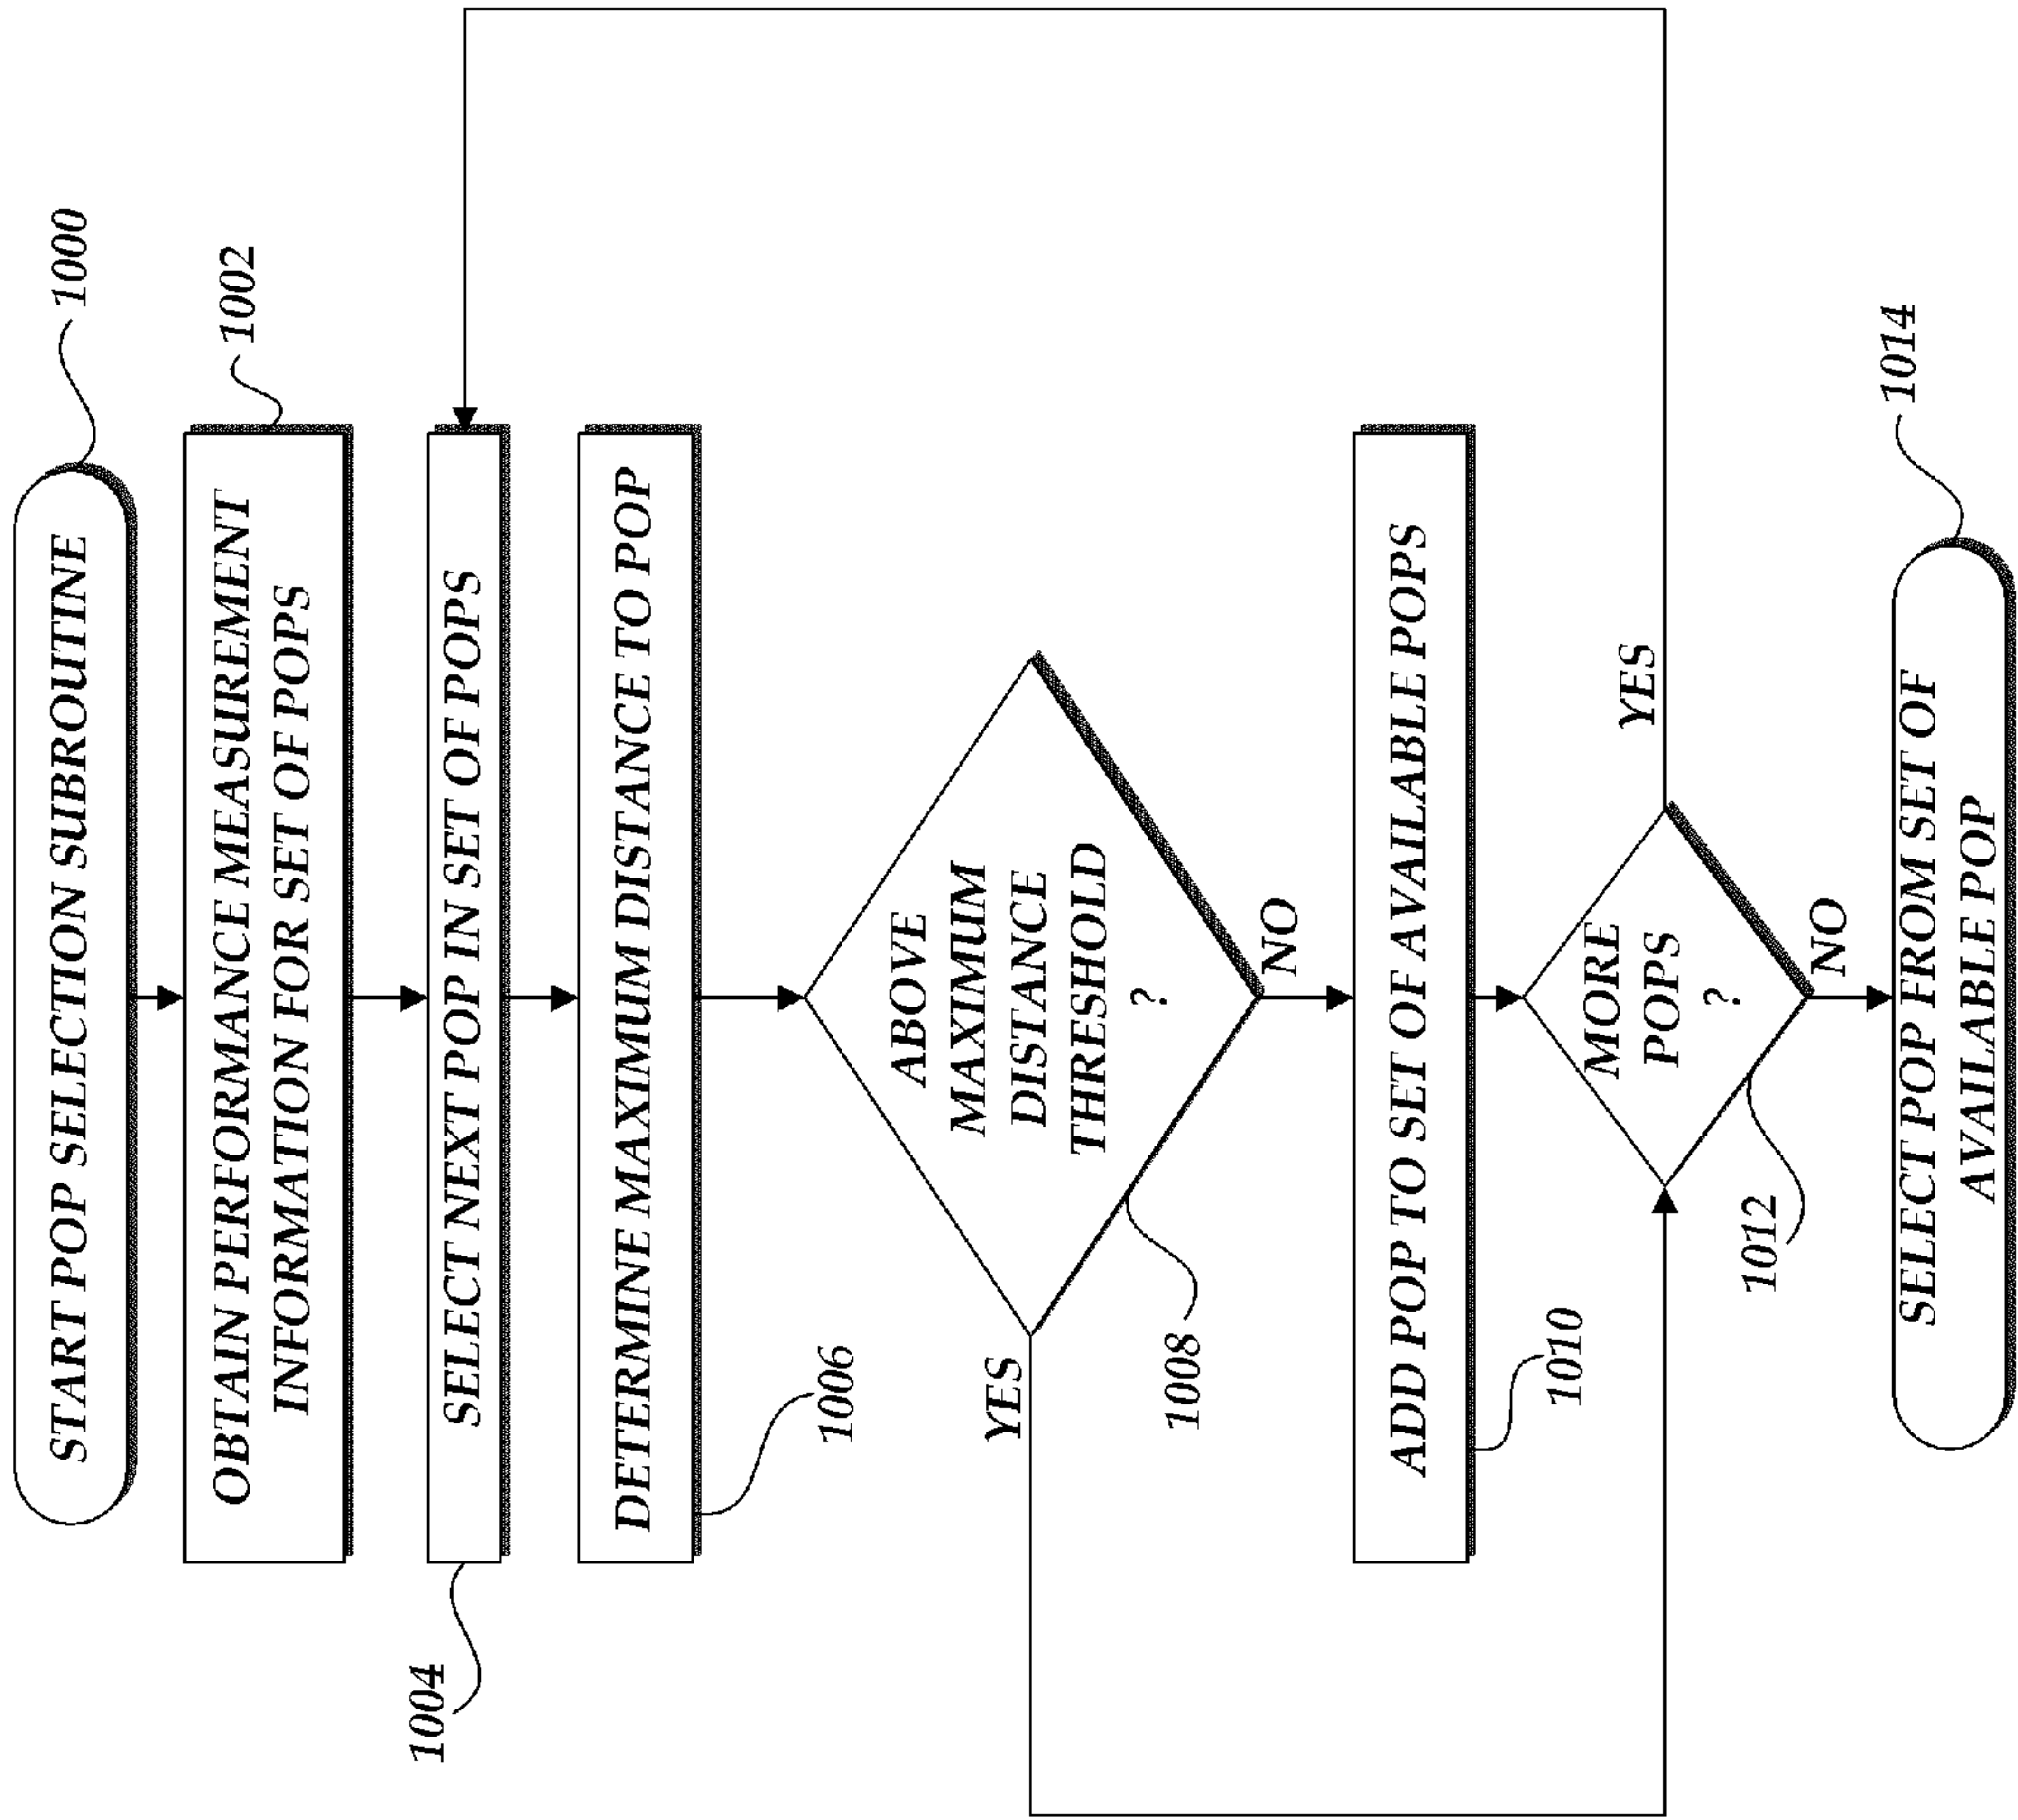 START POP SELECTION SUBROUTINE
1000
OBTAIN PERFORMANCE MEASUREMENT
INFORMATION FOR SET OF POPS
1002
SELECT NEXT POP IN SET OF POPS
1004
DETERMINE MAXIMUM DISTANCE TO POP
1006
ABOVE
MAXIMUM
DISTANCE
THRESHOLD
?
YES
1008
NO
ADD POP TO SET OF AVAILABLE POPS
1010
MORE
POPS
?
YES
1012
NO
SELECT POP FROM SET OF
AVAILABLE POP
1014